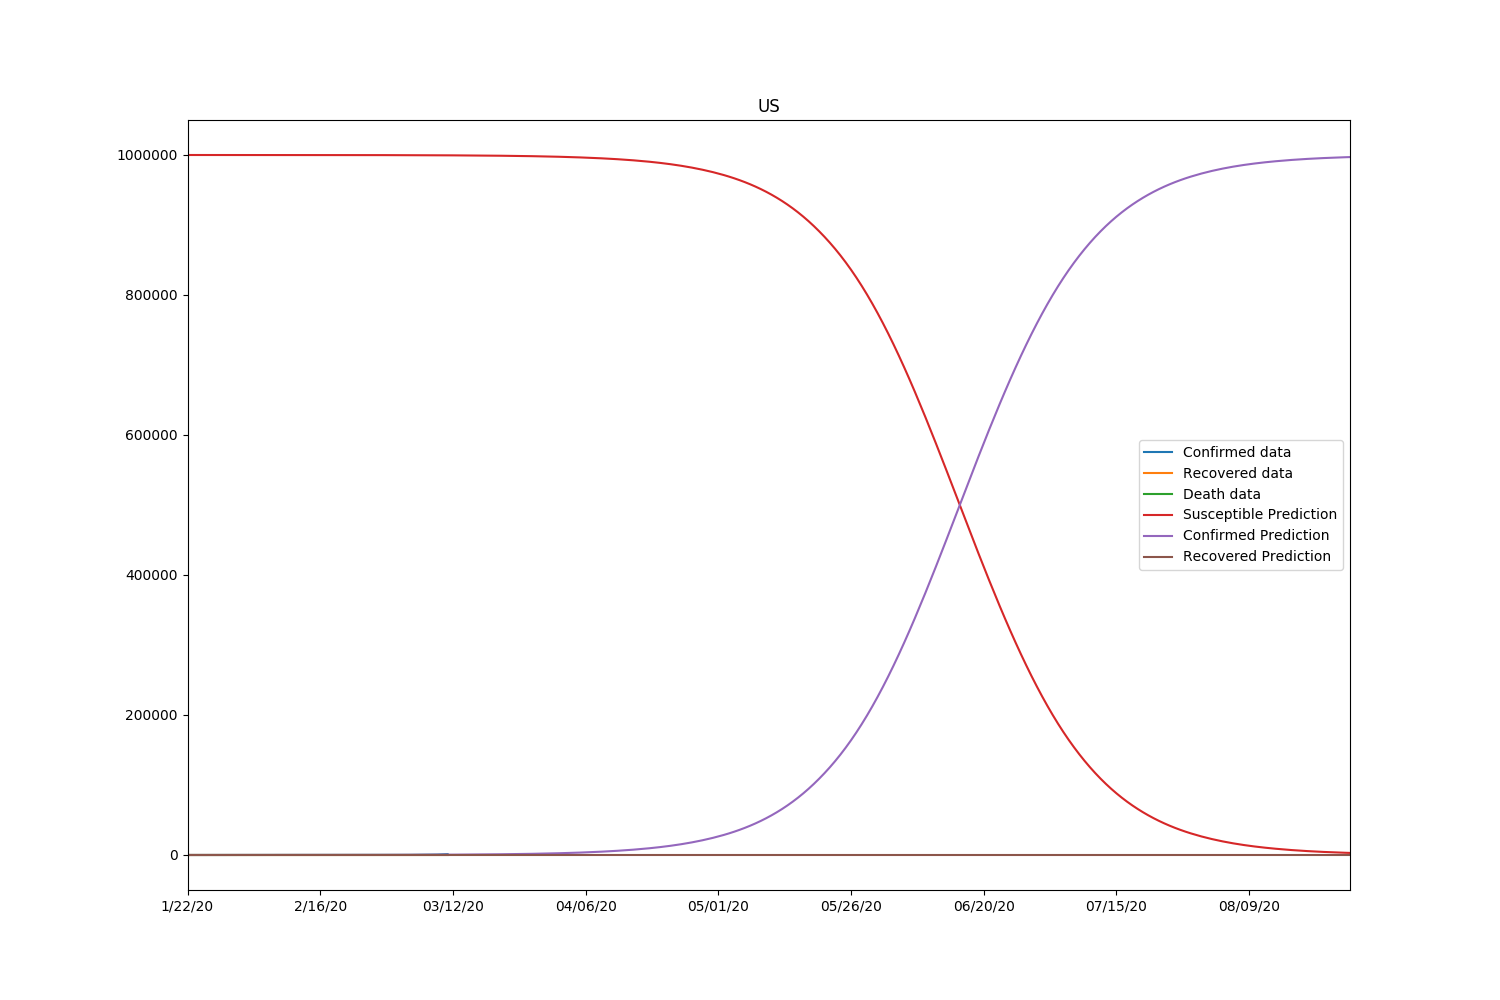 US
1000000
800000
600000
400000
200000
0
1/22/20
2/16/20
03/12/20
04/06/20
05/01/20
05/26/20
06/20/20
07/15/20
08/09/20
Confirmed data
Recovered data
Death data
Susceptible Prediction
Confirmed Prediction
Recovered Prediction